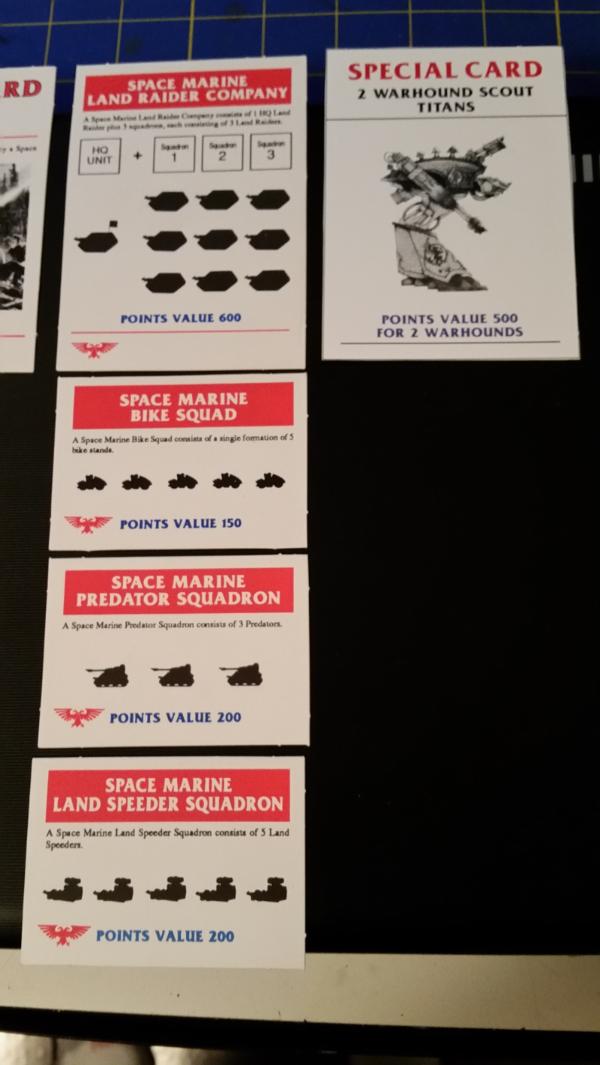 RD
y a Space
SPACE MARINE
LAND RAIDER COMPANY
A Space Marine Land Raider Company consists of 1 HQ Land
Raider plus 3 squadrons, each consisting of 3 Land Raiders.
HQ
UNIT
+
Squadron
1
Squadron
2
Squadron
3
POINTS VALUE 600
SPACE MARINE
BIKE SQUAD
A Space Marine Bike Squad consists of a single formation of 5
bike stands.
POINTS VALUE 150
SPACE MARINE
PREDATOR SQUADRON
A Space Marine Predator Squadron consists of 3 Predators.
POINTS VALUE 200
SPACE MARINE
LAND SPEEDER SQUADRON
A Space Marine Land Speeder Squadron consists of 5 Land
Speeders.
POINTS VALUE 200
SPECIAL CARD
2 WARHOUND SCOUT
TITANS
POINTS VALUE 500
FOR 2 WARHOUNDS